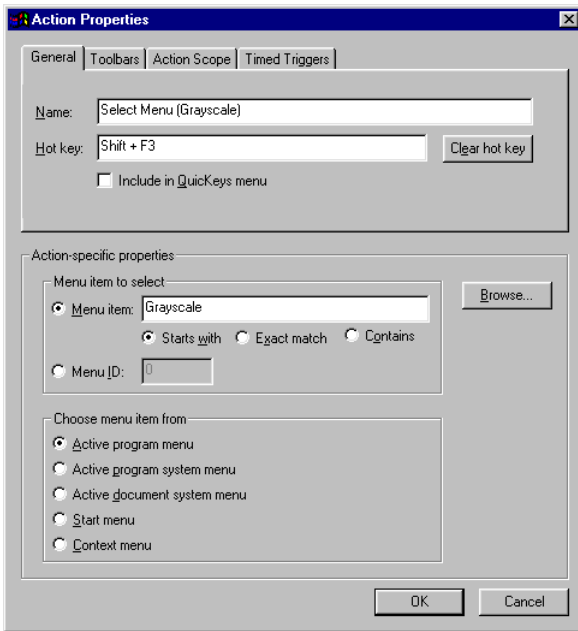 Action Properties
General Toolbars Action Scope Timed Triggers
Name: Select Menu (Grayscale)
Hot key: Shift + F3 Clear hot key
Include in QuicKeys menu
Action-specific properties
Menu item to select
Menu item: Grayscale Browse...
Starts with Exact match Contains
Menu ID: 0
Choose menu item from
Active program menu
Active program system menu
Active document system menu
Start menu
Context menu
OK Cancel